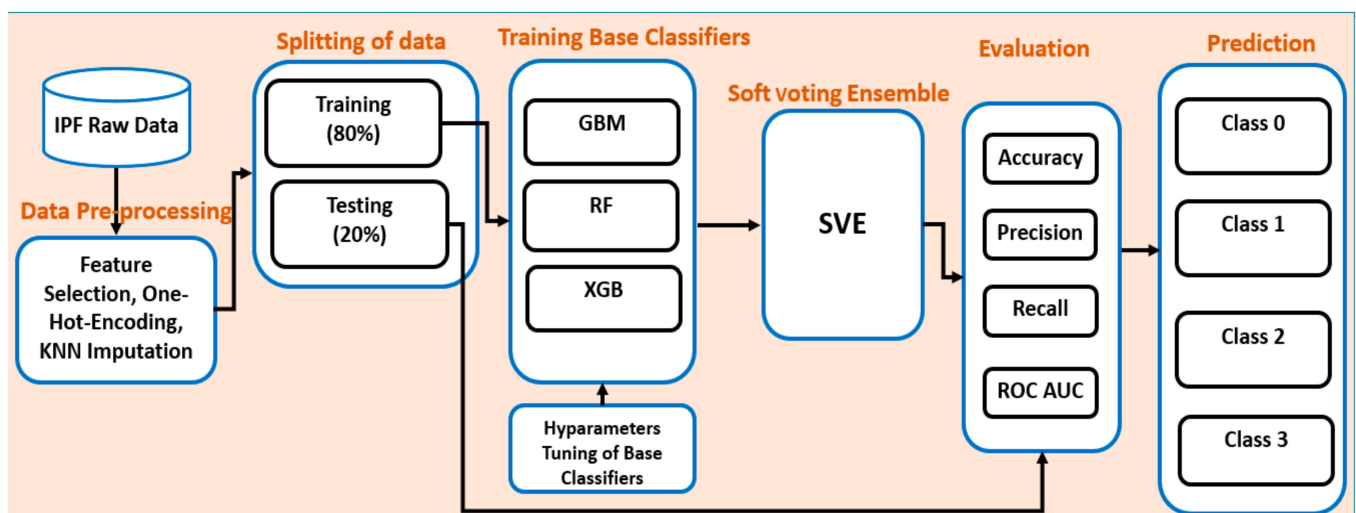 IPF Raw Data
Data Pre-processing
Feature
Selection, One-
Hot-Encoding,
KNN Imputation
Splitting of data
Training
(80%)
Testing
(20%)
Training Base Classifiers
GBM
RF
XGB
Hyparameters
Tuning of Base
Classifiers
Soft voting Ensemble
SVE
Evaluation
Accuracy
Precision
Recall
ROC AUC
Prediction
Class 0
Class 1
Class 2
Class 3